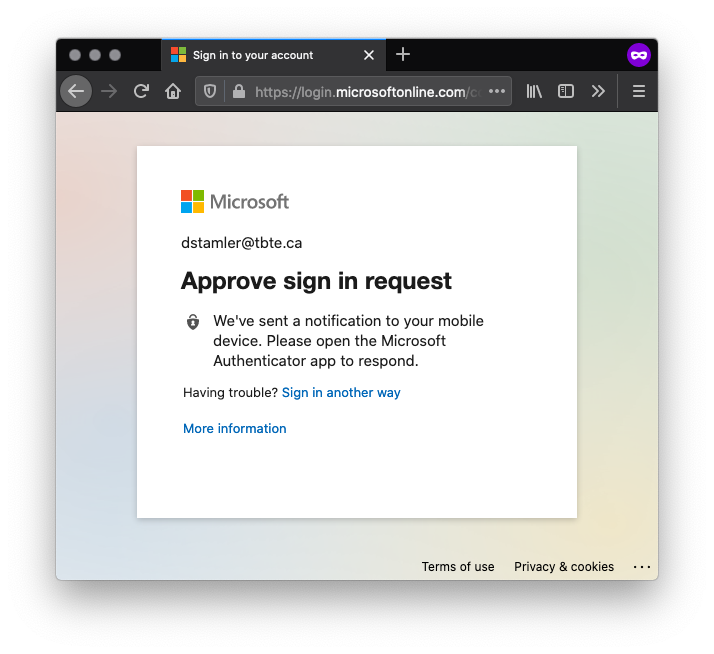 Sign in to your account
https://login.microsoftonline.com/c
Microsoft
dstamler@tbte.ca
Approve sign in request
We've sent a notification to your mobile
device. Please open the Microsoft
Authenticator app to respond.
Having trouble? Sign in another way
More information
Terms of use Privacy & cookies ...